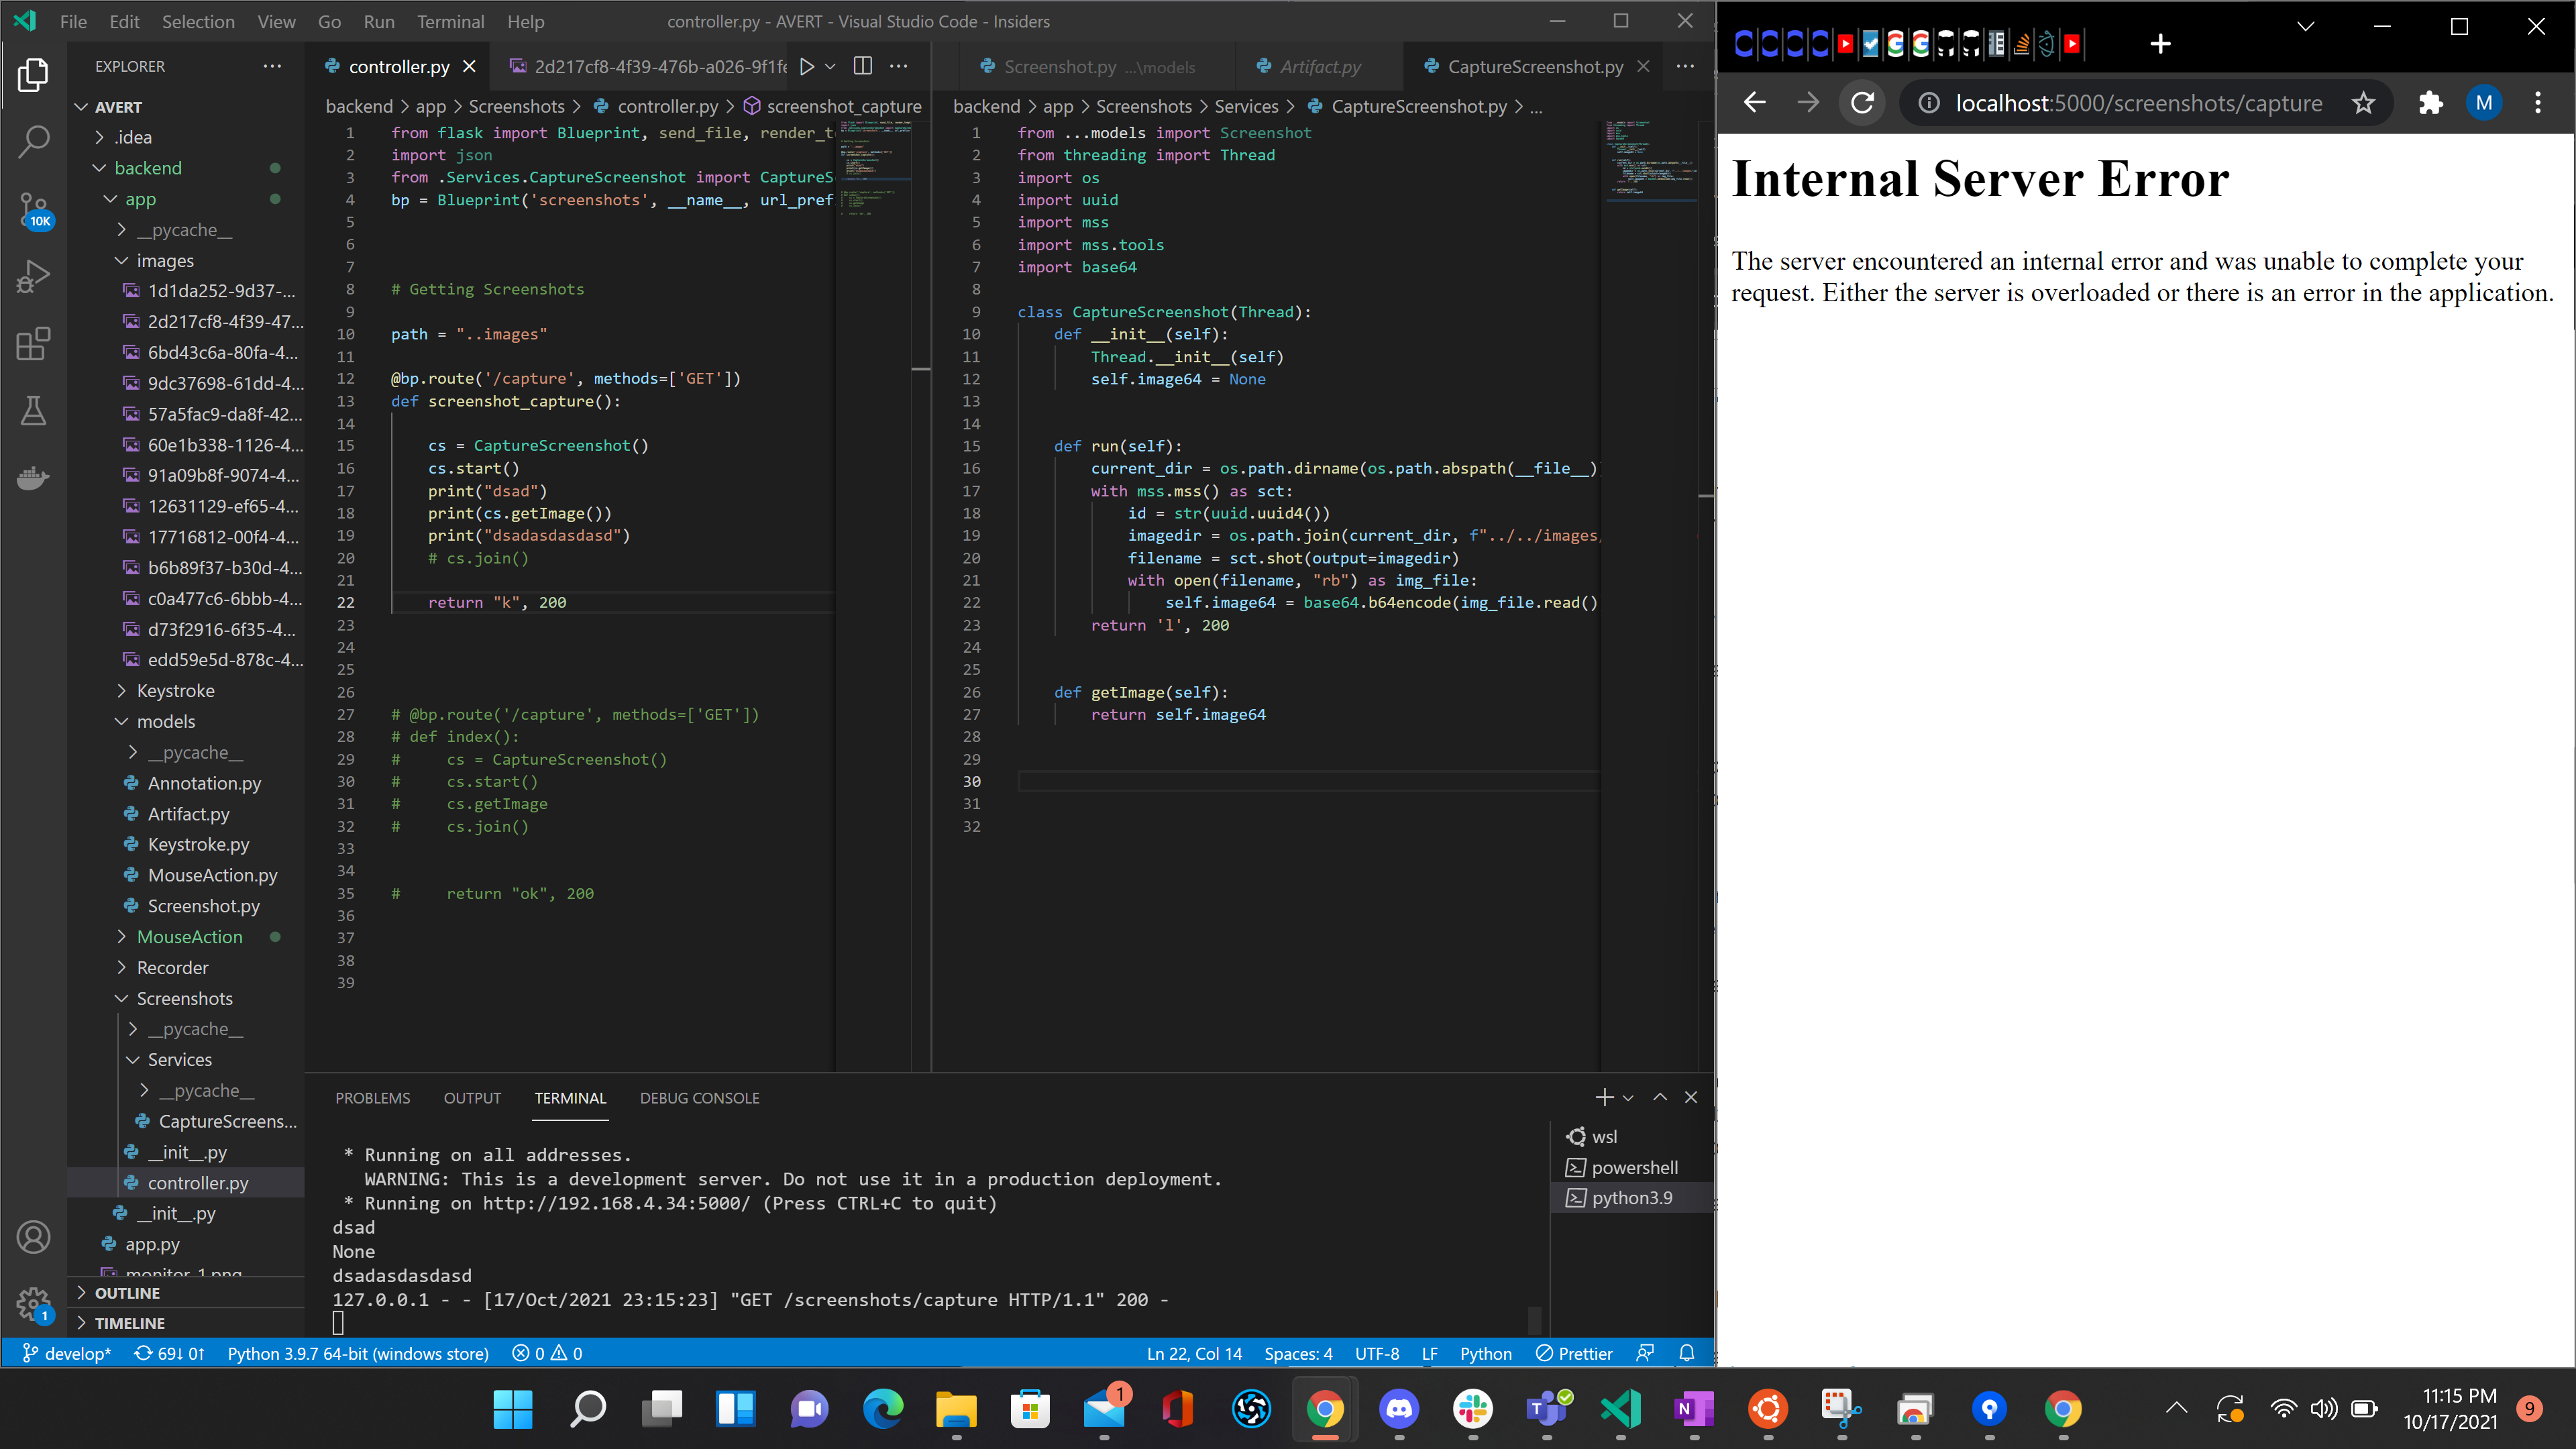 File Edit Selection View Go Run Terminal Help
controller.py - AVERT - Visual Studio Code - Insiders
EXPLORER
AVERT
.idea
backend
app
__pycache__
images
1d1da252-9d37-...
2d217cf8-4f39-47...
6bd43c6a-80fa-4...
9dc37698-61dd-4...
57a5fac9-da8f-42...
60e1b338-1126-4...
91a09b8f-9074-4...
12631129-ef65-4...
17716812-00f4-4...
b6b89f37-b30d-4...
c0a477c6-6bbb-4...
d73f2916-6f35-4...
edd59e5d-878c-4...
Keystroke
models
__pycache__
Annotation.py
Artifact.py
Keystroke.py
MouseAction.py
Screenshot.py
MouseAction
Recorder
Screenshots
__pycache__
Services
__pycache__
CaptureScreens...
__init__.py
controller.py
__init__.py
app.py
monitor_1.png
OUTLINE
TIMELINE
10K
1
controller.py
2d217cf8-4f39-476b-a026-9f1fe
backend > app > Screenshots > controller.py > screenshot_capture
1 from flask import Blueprint, send_file, render_t
2 import json
3 from .Services.CaptureScreenshot import CaptureS
4 bp = Blueprint('screenshots', __name__, url_pref
5
6
7
8 # Getting Screenshots
9
10 path = "..images"
11
12 @bp.route('/capture', methods=['GET'])
13 def screenshot_capture():
14
15 cs = CaptureScreenshot()
16 cs.start()
17 print("dsad")
18 print(cs.getImage())
19 print("dsadasdasdasd")
20 # cs.join()
21
22 return "k", 200
23
24
25
26
27 # @bp.route('/capture', methods=['GET'])
28 # def index():
29 # cs = CaptureScreenshot()
30 # cs.start()
31 # cs.getImage
32 # cs.join()
33
34
35 # return "ok", 200
36
37
38
39
Screenshot.py ...\models
Artifact.py
CaptureScreenshot.py
backend > app > Screenshots > Services > CaptureScreenshot.py > ...
1 from ...models import Screenshot
2 from threading import Thread
3 import os
4 import uuid
5 import mss
6 import mss.tools
7 import base64
8
9 class CaptureScreenshot(Thread):
10 def __init__(self):
11 Thread.__init__(self)
12 self.image64 = None
13
14
15 def run(self):
16 current_dir = os.path.dirname(os.path.abspath(__file__))
17 with mss.mss() as sct:
18 id = str(uuid.uuid4())
19 imagedir = os.path.join(current_dir, f"../../images/
20 filename = sct.shot(output=imagedir)
21 with open(filename, "rb") as img_file:
22 self.image64 = base64.b64encode(img_file.read()
23 return 'l', 200
24
25
26 def getImage(self):
27 return self.image64
28
29
30
31
32
PROBLEMS OUTPUT TERMINAL DEBUG CONSOLE
* Running on all addresses.
WARNING: This is a development server. Do not use it in a production deployment.
* Running on http://192.168.4.34:5000/ (Press CTRL+C to quit)
dsad
None
dsadasdasdasd
127.0.0.1 - - [17/Oct/2021 23:15:23] "GET /screenshots/capture HTTP/1.1" 200 -
wsl
powershell
python3.9
develop* 69↓ 0↑ Python 3.9.7 64-bit (windows store) 0 0
Ln 22, Col 14 Spaces: 4 UTF-8 LF Python Prettier
localhost:5000/screenshots/capture
M
Internal Server Error
The server encountered an internal error and was unable to complete your
request. Either the server is overloaded or there is an error in the application.
1
11:15 PM
10/17/2021
9